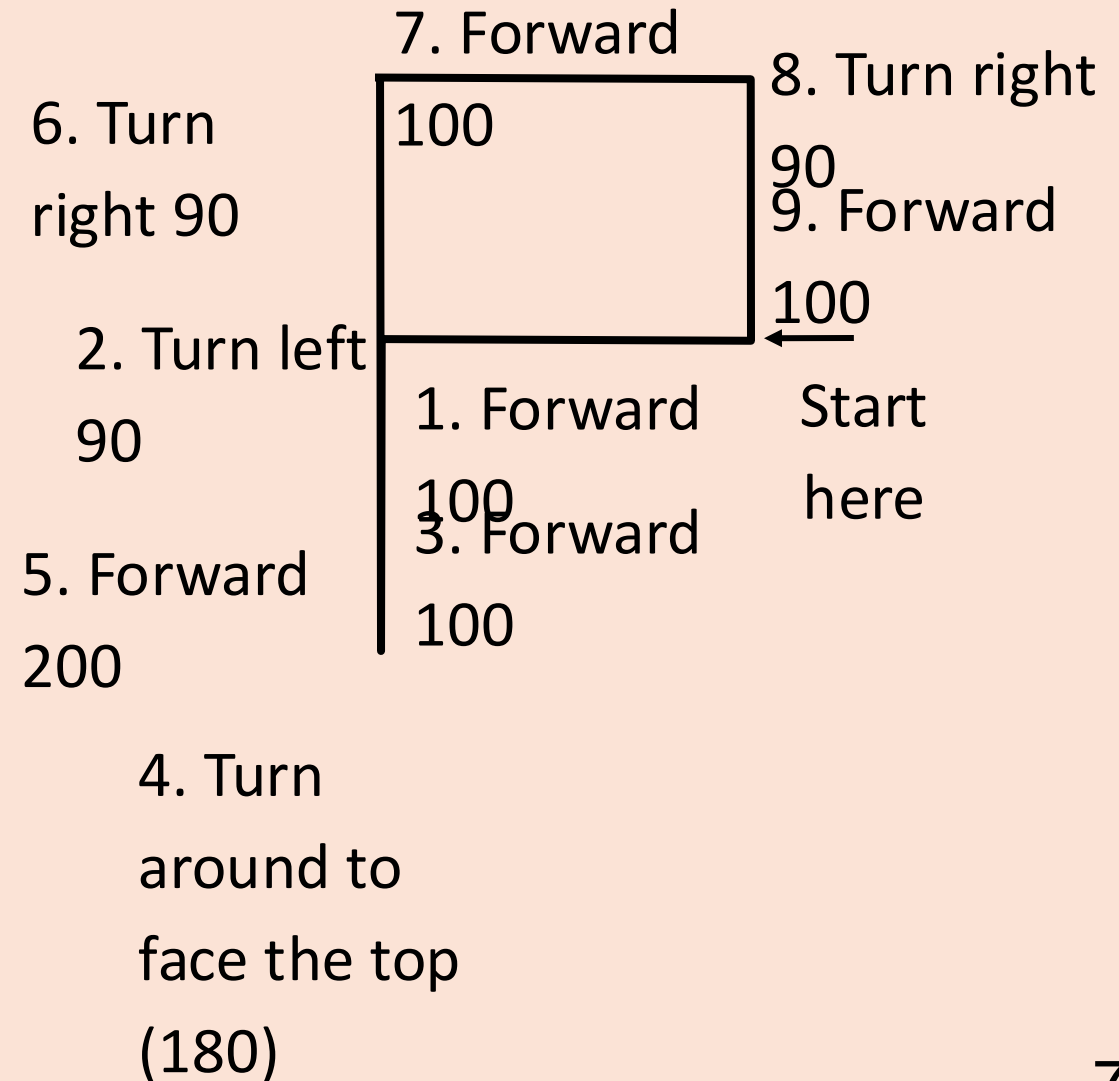 7. Forward
100
8. Turn right
90
6. Turn
right 90
9. Forward
100
2. Turn left
90
1. Forward
100
Start
here
3. Forward
100
5. Forward
200
4. Turn
around to
face the top
(180)